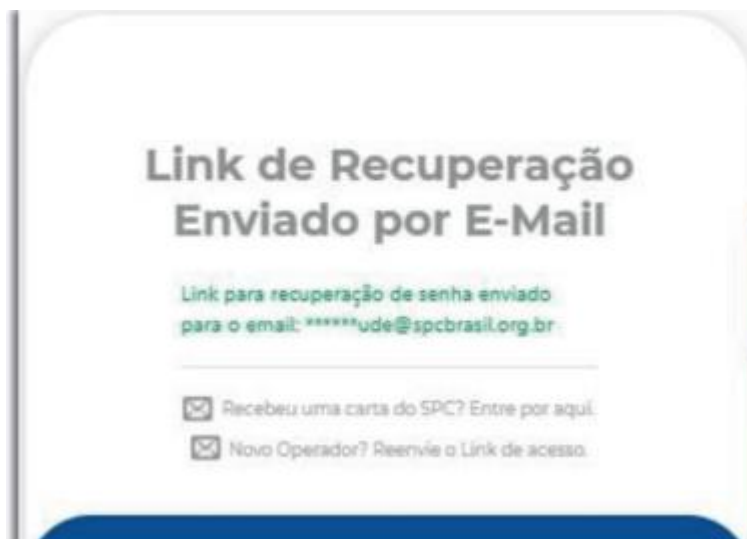 Link de Recuperação
Enviado por E-Mail
Link para recuperação de senha enviado
para o email: ******ude@spcbrasil.org.br
Recebeu uma carta do SPC? Entre por aqui.
Novo Operador? Reenvie o Link de acesso.